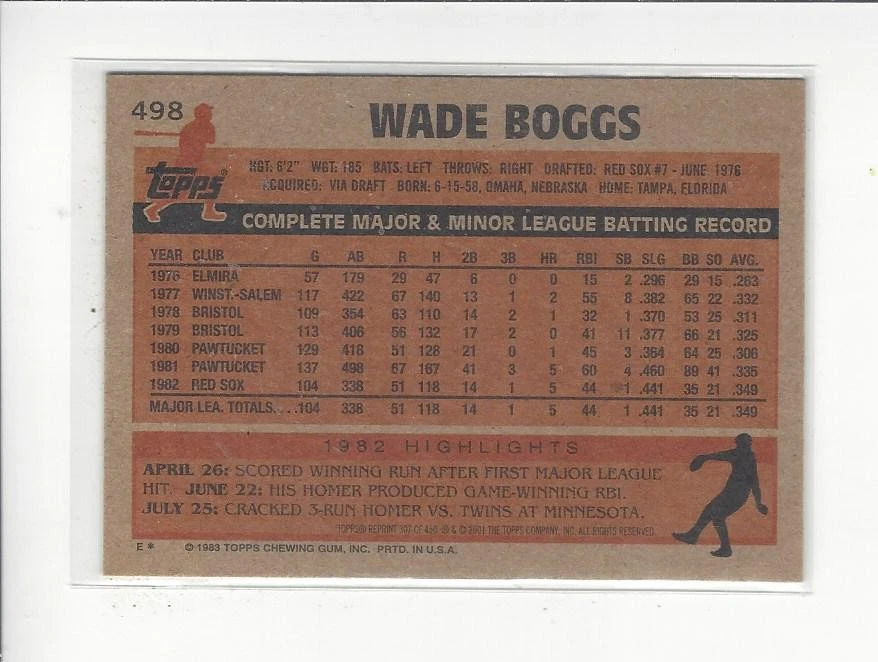 498
WADE BOGGS
Topps®
HGT: 6'2" WGT: 185 BATS: LEFT THROWS: RIGHT DRAFTED: RED SOX #7 - JUNE 1976
ACQUIRED: VIA DRAFT BORN: 6-15-58, OMAHA, NEBRASKA HOME: TAMPA, FLORIDA
COMPLETE MAJOR & MINOR LEAGUE BATTING RECORD
YEAR CLUB G AB R H 2B 3B HR RBI SB SLG BB SO AVG.
1976 ELMIRA 57 179 29 47 6 0 0 15 2 .296 29 15 .263
1977 WINST.-SALEM 117 422 67 140 13 1 2 55 8 .382 65 22 .332
1978 BRISTOL 109 354 63 110 14 2 1 32 1 .370 53 25 .311
1979 BRISTOL 113 406 56 132 17 2 0 41 11 .377 66 21 .325
1980 PAWTUCKET 129 418 51 128 21 0 1 45 3 .364 64 25 .306
1981 PAWTUCKET 137 498 67 167 41 3 5 60 4 .460 89 41 .335
1982 RED SOX 104 338 51 118 14 1 5 44 1 .441 35 21 .349
MAJOR LEA. TOTALS. . . .104 338 51 118 14 1 5 44 1 .441 35 21 .349
1982 HIGHLIGHTS
APRIL 26: SCORED WINNING RUN AFTER FIRST MAJOR LEAGUE
HIT. JUNE 22: HIS HOMER PRODUCED GAME-WINNING RBI.
JULY 25: CRACKED 3-RUN HOMER VS. TWINS AT MINNESOTA.
TOPPS® REPRINT 307 OF 450 ® & © 2001 THE TOPPS COMPANY, INC. ALL RIGHTS RESERVED.
E * © 1983 TOPPS CHEWING GUM, INC. PRTD. IN U.S.A.